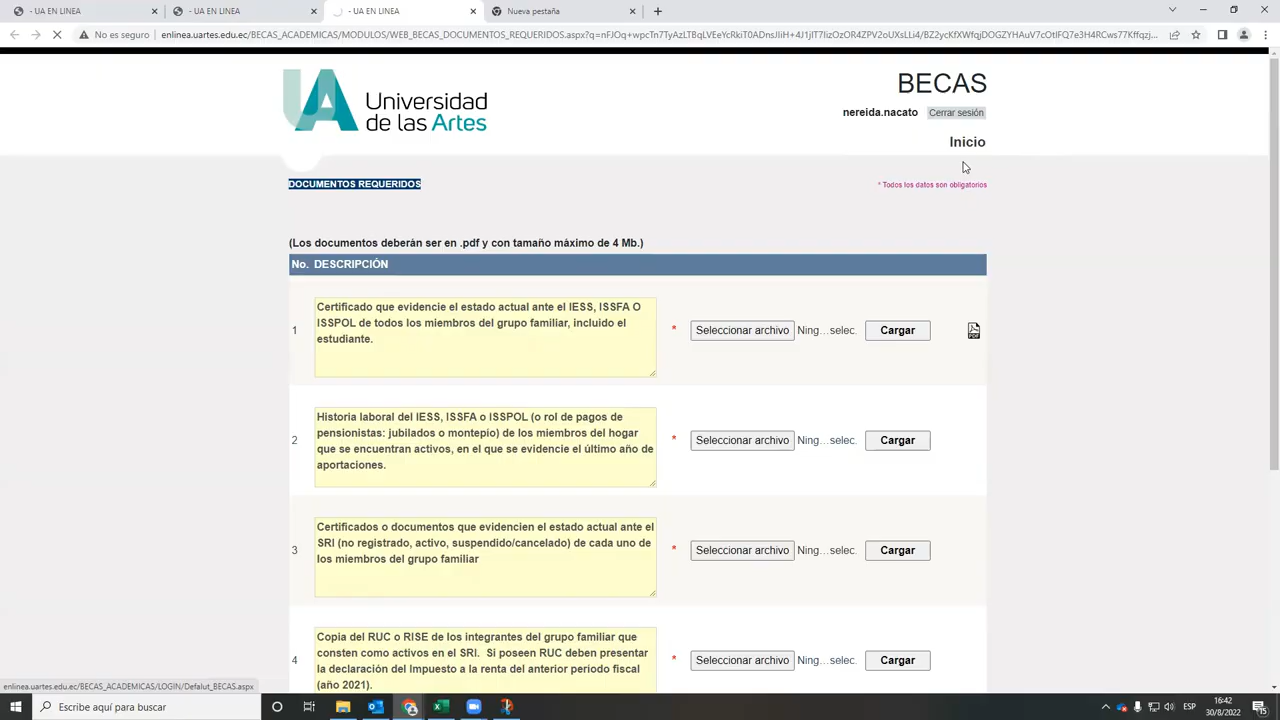 - UA EN LINEA
- UA EN LINEA
- UA EN LINEA
Nueva pestaña
No es seguro
Universidad
de las Artes
BECAS
nereida.nacato Cerrar sesión
Inicio
DOCUMENTOS REQUERIDOS
* Todos los datos son obligatorios
(Los documentos deberán ser en .pdf y con tamaño máximo de 4 Mb.)
No. DESCRIPCIÓN
1
Certificado que evidencie el estado actual ante el IESS, ISSFA O
ISSPOL de todos los miembros del grupo familiar, incluido el
estudiante.
* Seleccionar archivo Ning...selec. Cargar
PDF
2
Historia laboral del IESS, ISSFA o ISSPOL (o rol de pagos de
pensionistas: jubilados o montepio) de los miembros del hogar
que se encuentran activos, en el que se evidencie el último año de
aportaciones.
* Seleccionar archivo Ning...selec. Cargar
3
Certificados o documentos que evidencien el estado actual ante el
SRI (no registrado, activo, suspendido/cancelado) de cada uno de
los miembros del grupo familiar
* Seleccionar archivo Ning...selec. Cargar
4
Copia del RUC o RISE de los integrantes del grupo familiar que
consten como activos en el SRI. Si poseen RUC deben presentar
la declaración del Impuesto a la renta del anterior periodo fiscal
(año 2021).
* Seleccionar archivo Ning...selec. Cargar
enlinea.uartes.edu.ec/BECAS_ACADEMICAS/LOGIN/Defalut_BECAS.aspx
Escribe aquí para buscar
ESP
16:42
30/8/2022
15